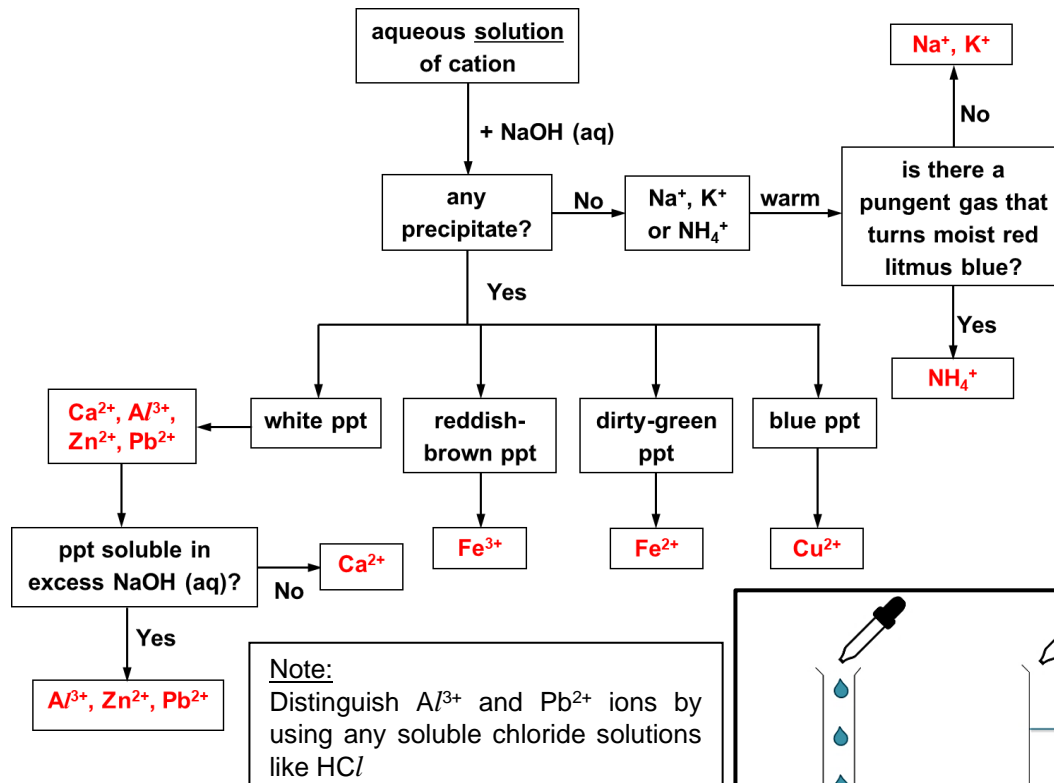 aqueous solution
of cation
+ NaOH (aq)
any
precipitate?
No
Na⁺, K⁺
or NH₄⁺
warm
is there a
pungent gas that
turns moist red
litmus blue?
No
Na⁺, K⁺
Yes
NH₄⁺
Yes
white ppt
reddish-
brown ppt
dirty-green
ppt
blue ppt
Ca²⁺, Al³⁺,
Zn²⁺, Pb²⁺
Fe³⁺
Fe²⁺
Cu²⁺
ppt soluble in
excess NaOH (aq)?
No
Ca²⁺
Yes
Al³⁺, Zn²⁺, Pb²⁺
Note:
Distinguish Al³⁺ and Pb²⁺ ions by
using any soluble chloride solutions
like HCl